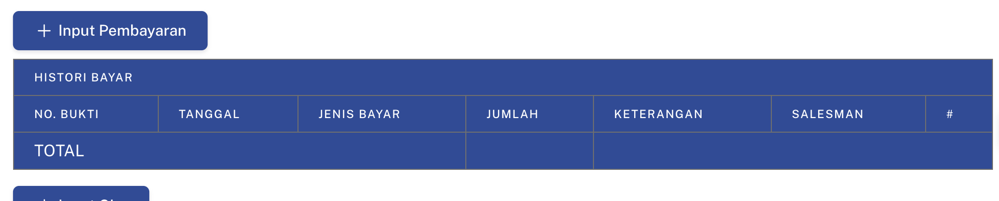 Input Pembayaran
HISTORI BAYAR
NO. BUKTI TANGGAL JENIS BAYAR JUMLAH KETERANGAN SALESMAN #
TOTAL